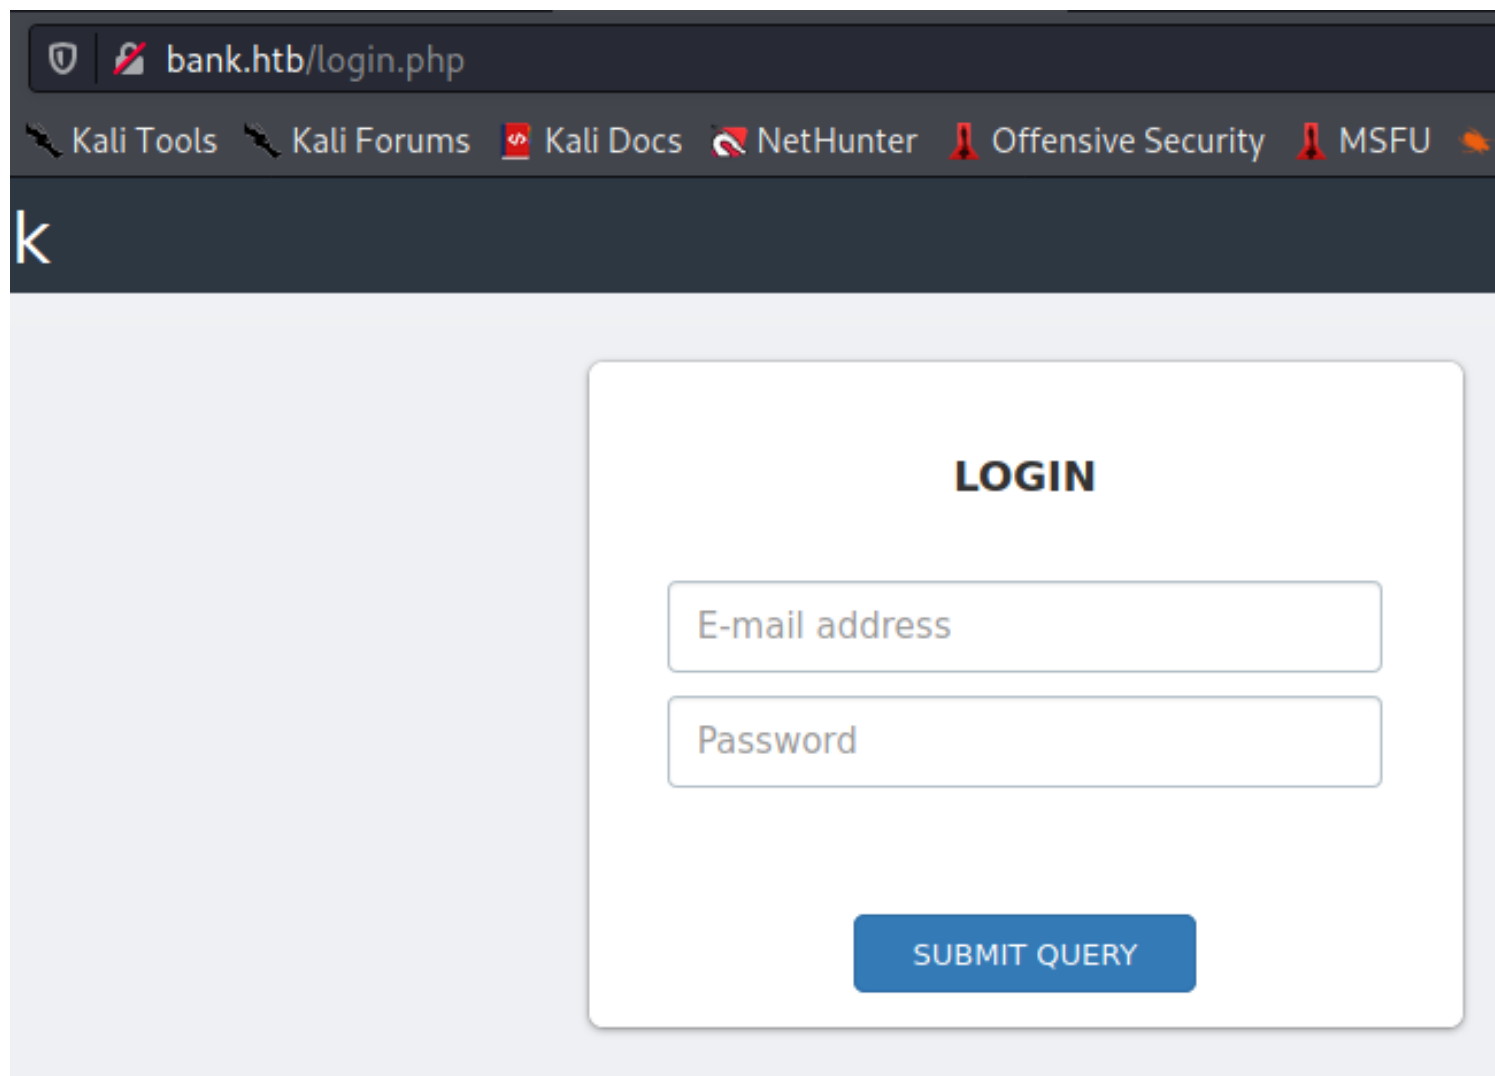 bank.htb/login.php
Kali Tools Kali Forums Kali Docs NetHunter Offensive Security MSFU
k
LOGIN
E-mail address
Password
SUBMIT QUERY